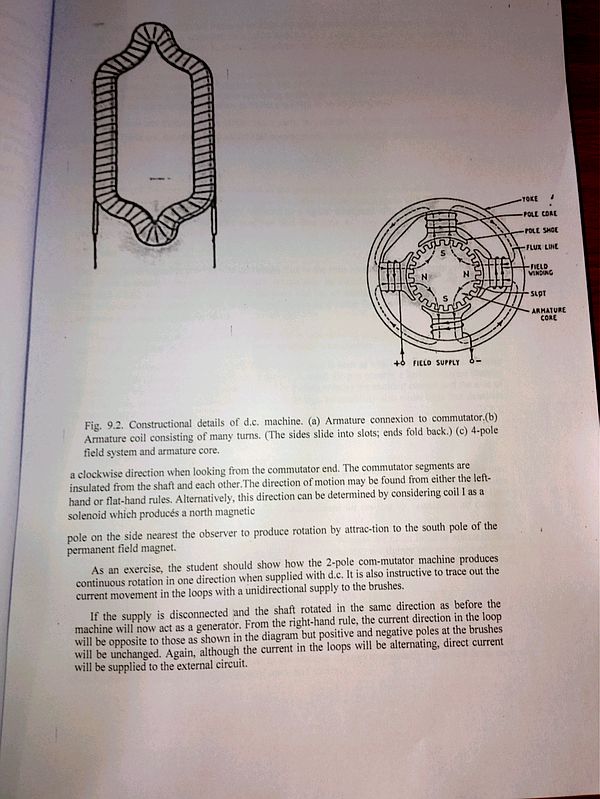 YOKE
POLE CORE
POLE SHOE
FLUX LINE
FIELD
WINDING
SLOT
ARMATURE
CORE
S
N
N
S
+ FIELD SUPPLY -
Fig. 9.2. Constructional details of d.c. machine. (a) Armature connexion to commutator.(b)
Armature coil consisting of many turns. (The sides slide into slots; ends fold back.) (c) 4-pole
field system and armature core.
a clockwise direction when looking from the commutator end. The commutator segments are
insulated from the shaft and each other.The direction of motion may be found from either the left-
hand or flat-hand rules. Alternatively, this direction can be determined by considering coil I as a
solenoid which producés a north magnetic
pole on the side nearest the observer to produce rotation by attrac-tion to the south pole of the
permanent field magnet.
As an exercise, the student should show how the 2-pole com-mutator machine produces
continuous rotation in one direction when supplied with d.c. It is also instructive to trace out the
current movement in the loops with a unidirectional supply to the brushes.
If the supply is disconnected and the shaft rotated in the same direction as before the
machine will now act as a generator. From the right-hand rule, the current direction in the loop
will be opposite to those as shown in the diagram but positive and negative poles at the brushes
will be unchanged. Again, although the current in the loops will be alternating, direct current
will be supplied to the external circuit.